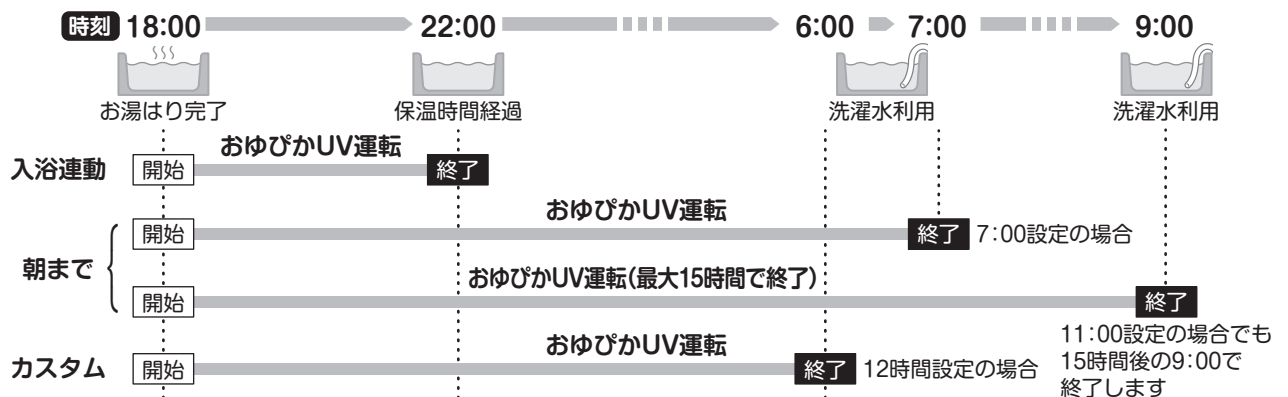 時刻 18:00 22:00 6:00 7:00 9:00
お湯はり完了 保温時間経過 洗濯水利用 洗濯水利用
おゆぴかUV運転
入浴連動 開始 終了
おゆぴかUV運転
開始 終了 7:00設定の場合
朝まで
おゆぴかUV運転(最大15時間で終了)
開始 終了
11:00設定の場合でも
15時間後の9:00で
終了します
おゆぴかUV運転
カスタム 開始 終了 12時間設定の場合